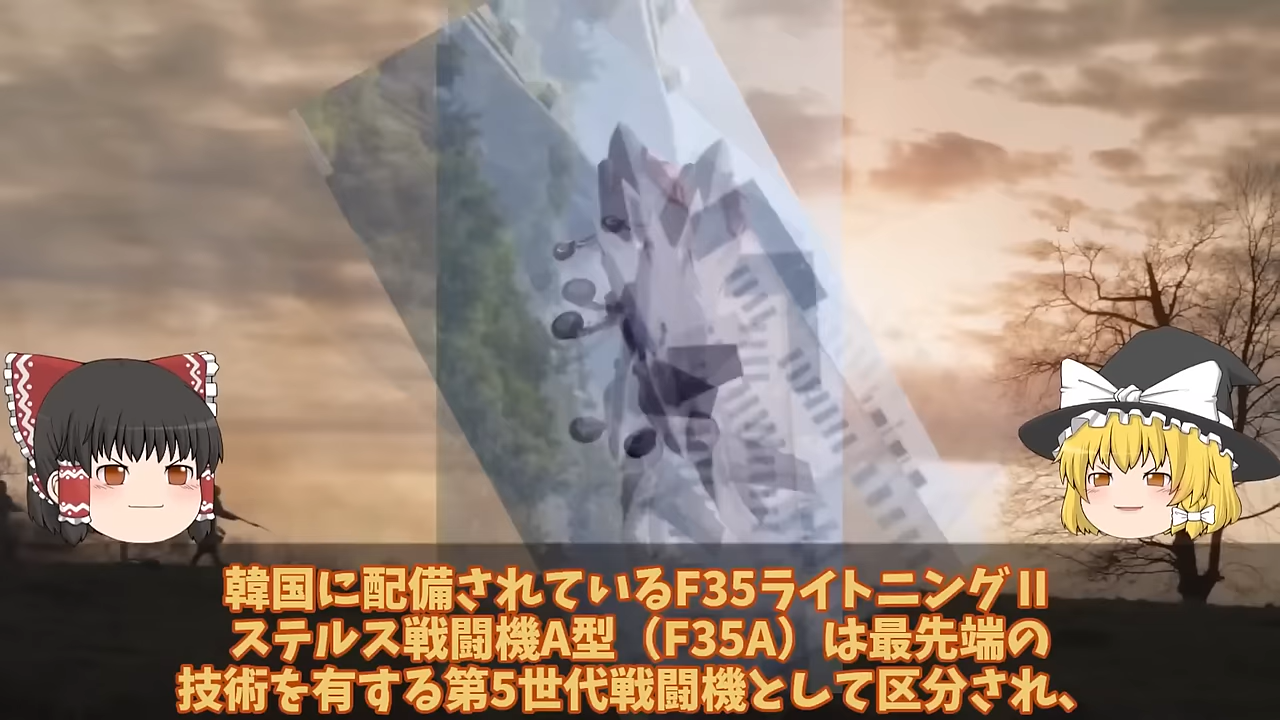 韓国に配備されているF35ライトニングⅡ
ステルス戦闘機A型（F35A）は最先端の
技術を有する第5世代戦闘機として区分され、